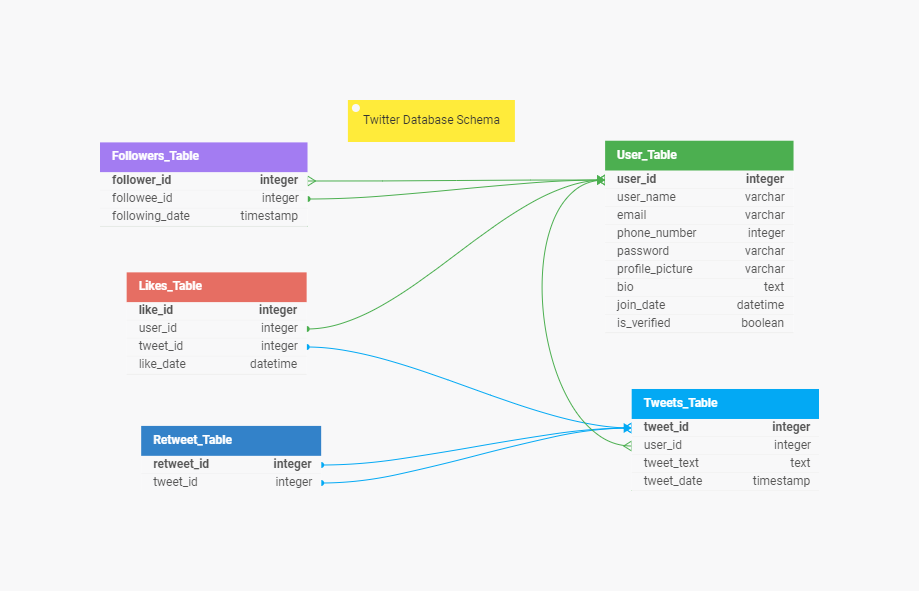 Twitter Database Schema
Followers_Table
follower_id integer
followee_id integer
following_date timestamp
User_Table
user_id integer
user_name varchar
email varchar
phone_number integer
password varchar
profile_picture varchar
bio text
join_date datetime
is_verified boolean
Likes_Table
like_id integer
user_id integer
tweet_id integer
like_date datetime
Tweets_Table
tweet_id integer
user_id integer
tweet_text text
tweet_date timestamp
Retweet_Table
retweet_id integer
tweet_id integer